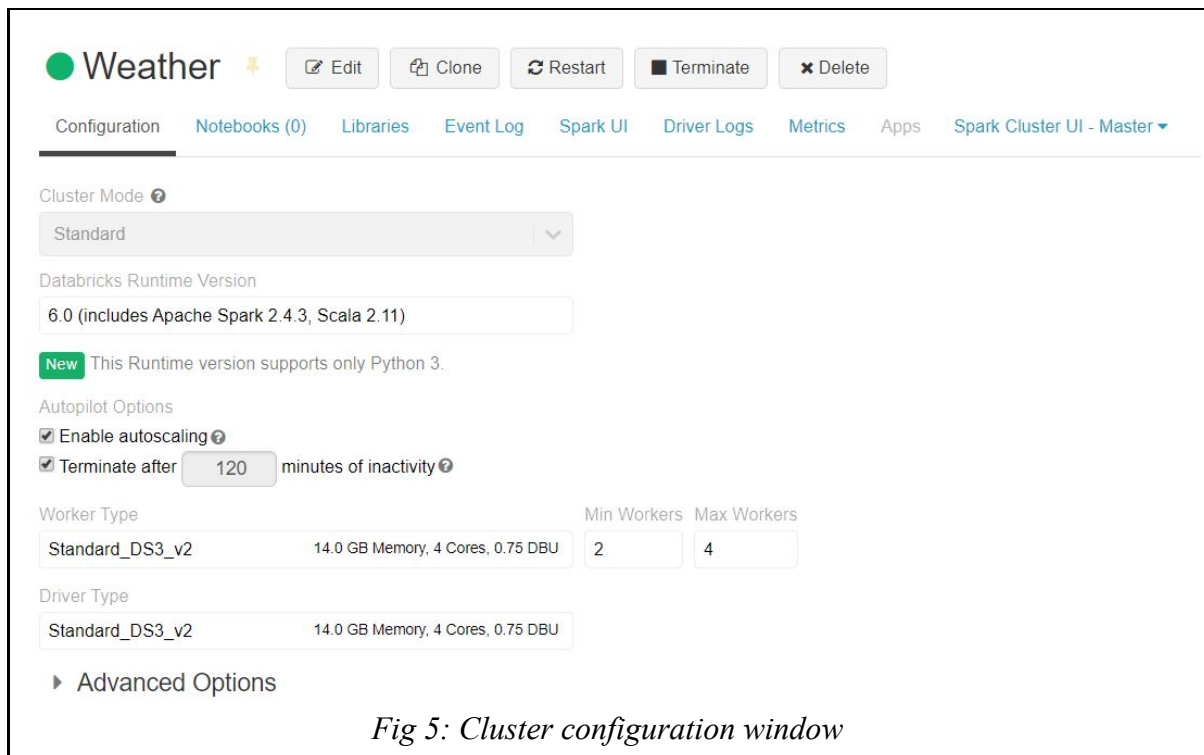 Weather Edit Clone Restart Terminate Delete
Configuration Notebooks (0) Libraries Event Log Spark UI Driver Logs Metrics Apps Spark Cluster UI - Master
Cluster Mode
Standard
Databricks Runtime Version
6.0 (includes Apache Spark 2.4.3, Scala 2.11)
New This Runtime version supports only Python 3.
Autopilot Options
Enable autoscaling
Terminate after 120 minutes of inactivity
Worker Type Min Workers Max Workers
Standard_DS3_v2 14.0 GB Memory, 4 Cores, 0.75 DBU 2 4
Driver Type
Standard_DS3_v2 14.0 GB Memory, 4 Cores, 0.75 DBU
Advanced Options
Fig 5: Cluster configuration window